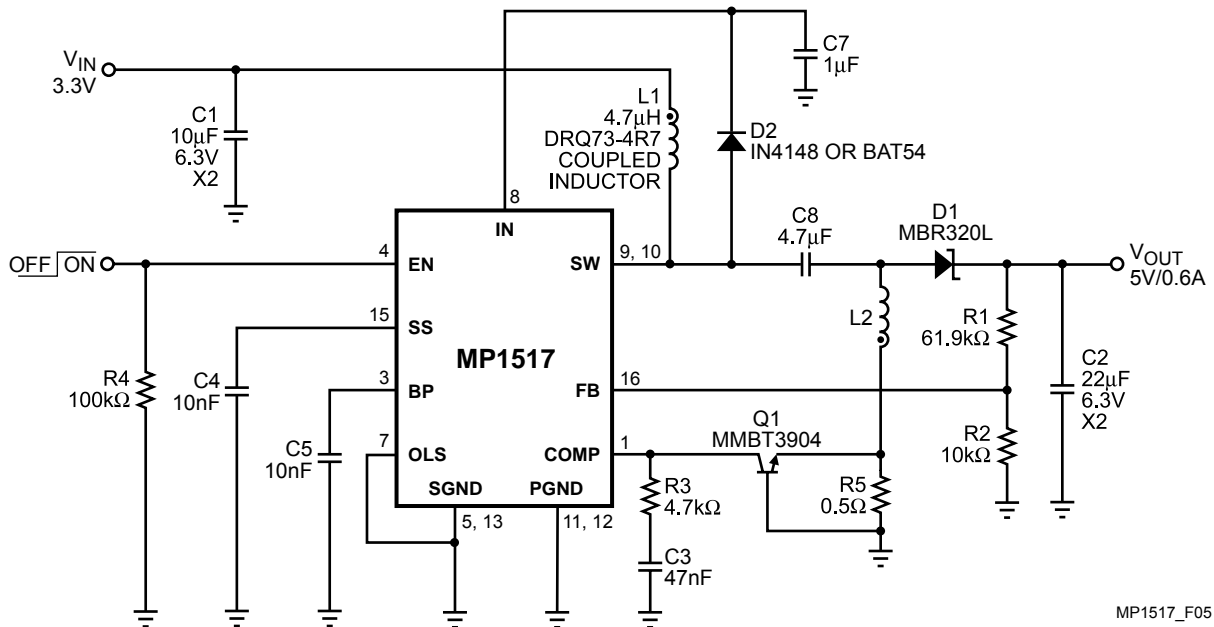 VIN
3.3V
C1
10µF
6.3V
X2
L1
4.7µH
DRQ73-4R7
COUPLED
INDUCTOR
C7
1µF
D2
IN4148 OR BAT54
8
IN
OFF ON
4
EN
SW
9, 10
C8
4.7µF
D1
MBR320L
VOUT
5V/0.6A
15
SS
L2
R1
61.9kΩ
MP1517
R4
100kΩ
C4
10nF
3
BP
FB
16
C2
22µF
6.3V
X2
C5
10nF
7
OLS
COMP
1
Q1
MMBT3904
R2
10kΩ
SGND
PGND
5, 13
11, 12
R3
4.7kΩ
R5
0.5Ω
C3
47nF
MP1517_F05